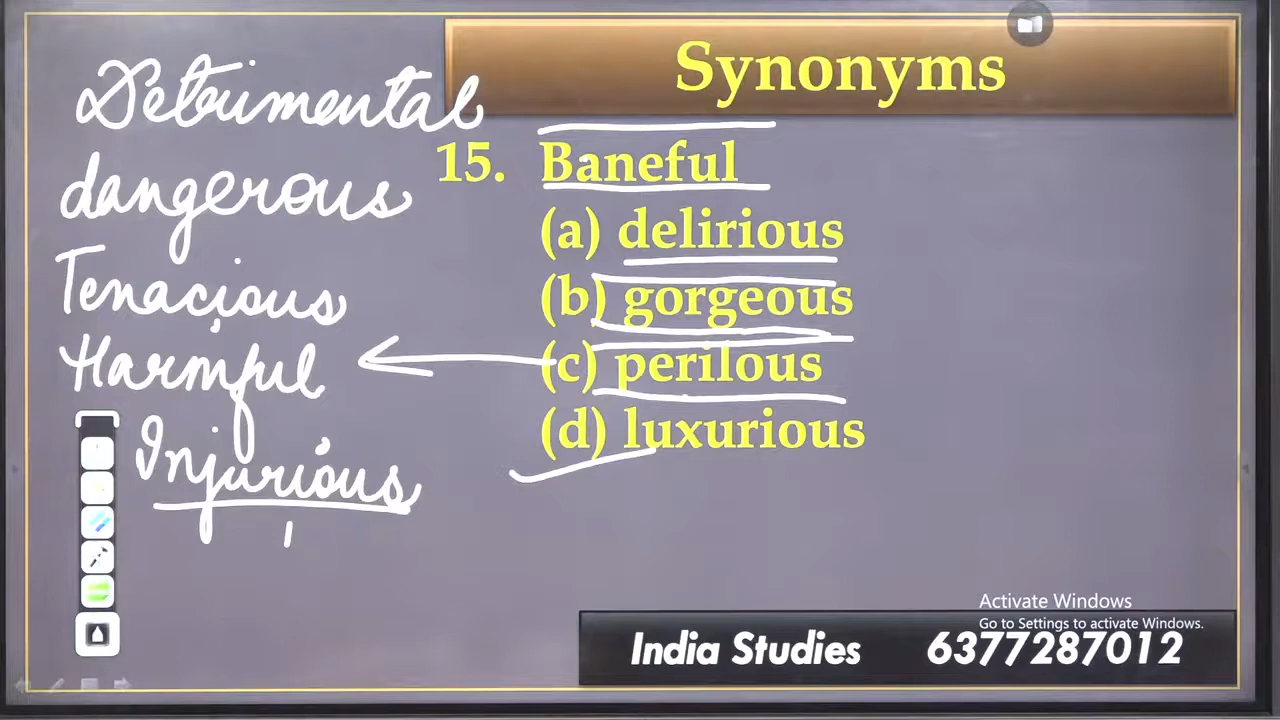 Synonyms
Detrimental
dangerous
Tenacious
Harmful
Injurious
15. Baneful
(a) delirious
(b) gorgeous
(c) perilous
(d) luxurious
Activate Windows
Go to Settings to activate Windows.
India Studies 6377287012